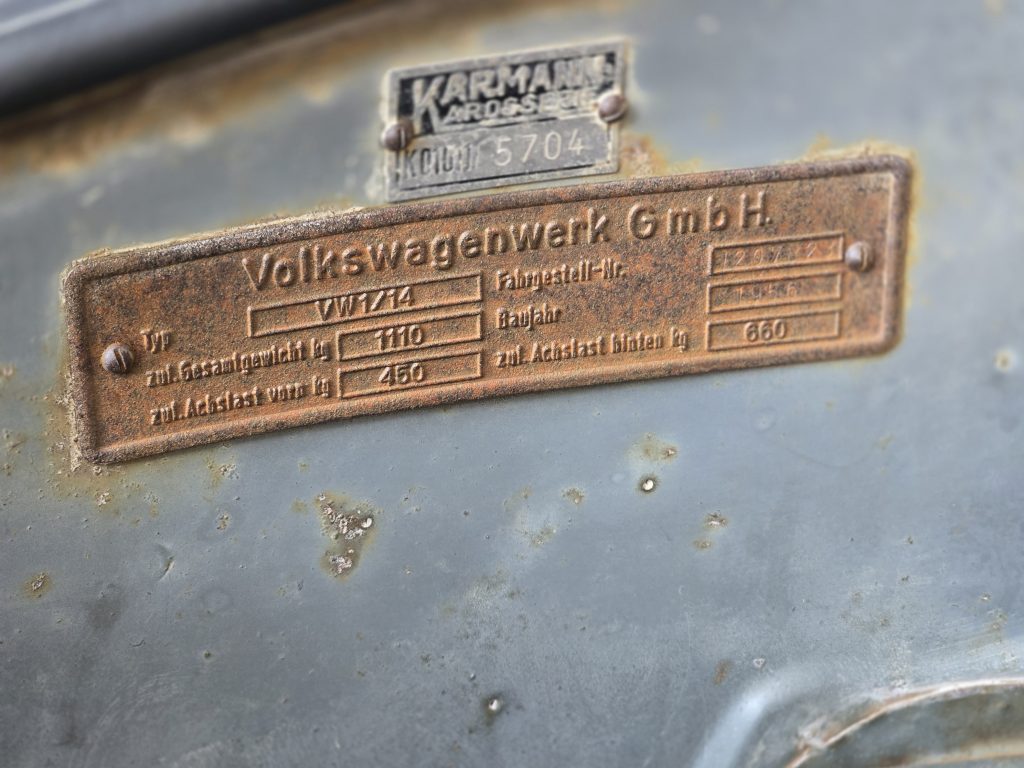 KARMANN
KAROSSERIE
5704
Volkswagenwerk GmbH.
Typ VW1/14 Fahrgestell-Nr.
zul. Gesamtgewicht kg 1110 Baujahr 1956
zul. Achslast vorn kg 450 zul. Achslast hinten kg 660